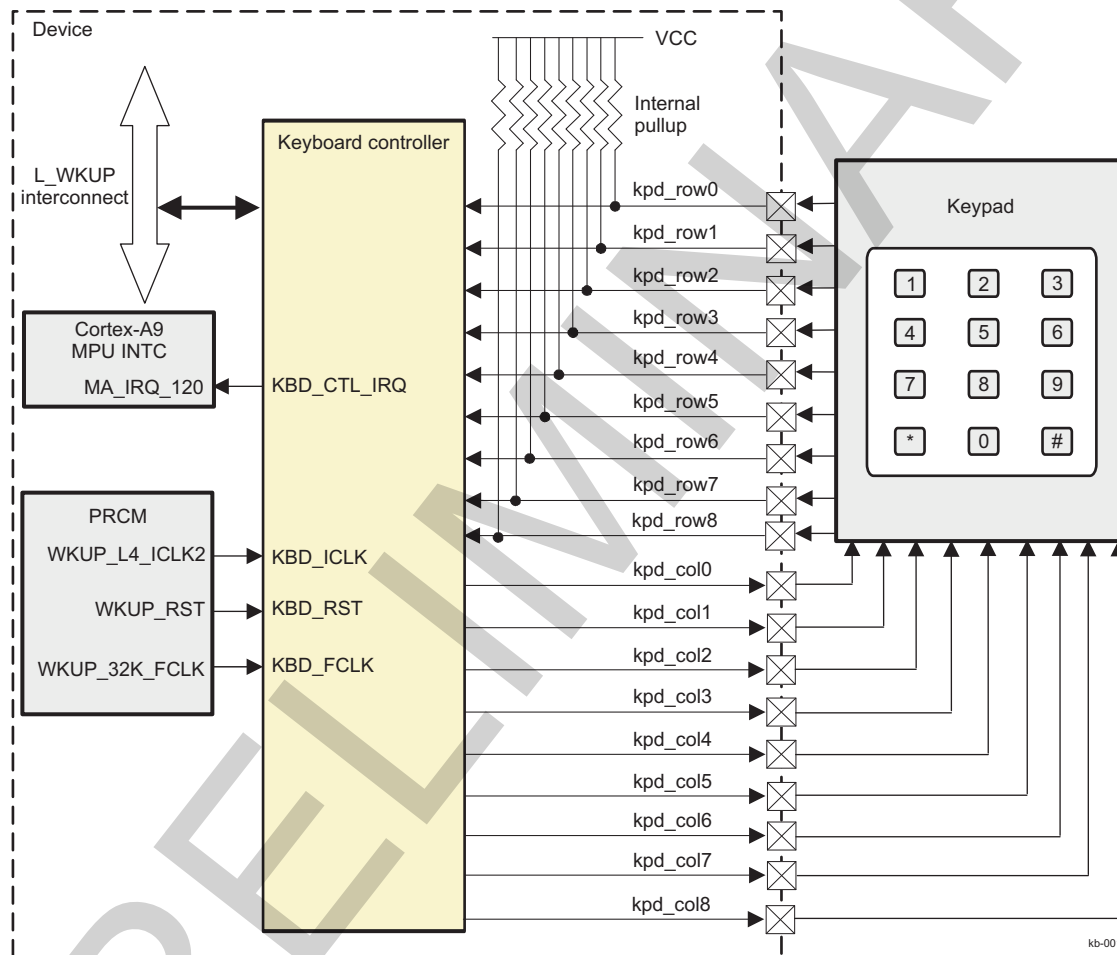 Device
VCC
Internal
pullup
Keyboard controller
L_WKUP
interconnect
Cortex-A9
MPU INTC
MA_IRQ_120
KBD_CTL_IRQ
PRCM
WKUP_L4_ICLK2
KBD_ICLK
WKUP_RST
KBD_RST
WKUP_32K_FCLK
KBD_FCLK
kpd_row0
kpd_row1
kpd_row2
kpd_row3
kpd_row4
kpd_row5
kpd_row6
kpd_row7
kpd_row8
kpd_col0
kpd_col1
kpd_col2
kpd_col3
kpd_col4
kpd_col5
kpd_col6
kpd_col7
kpd_col8
Keypad
1 2 3
4 5 6
7 8 9
* 0 #
kb-00